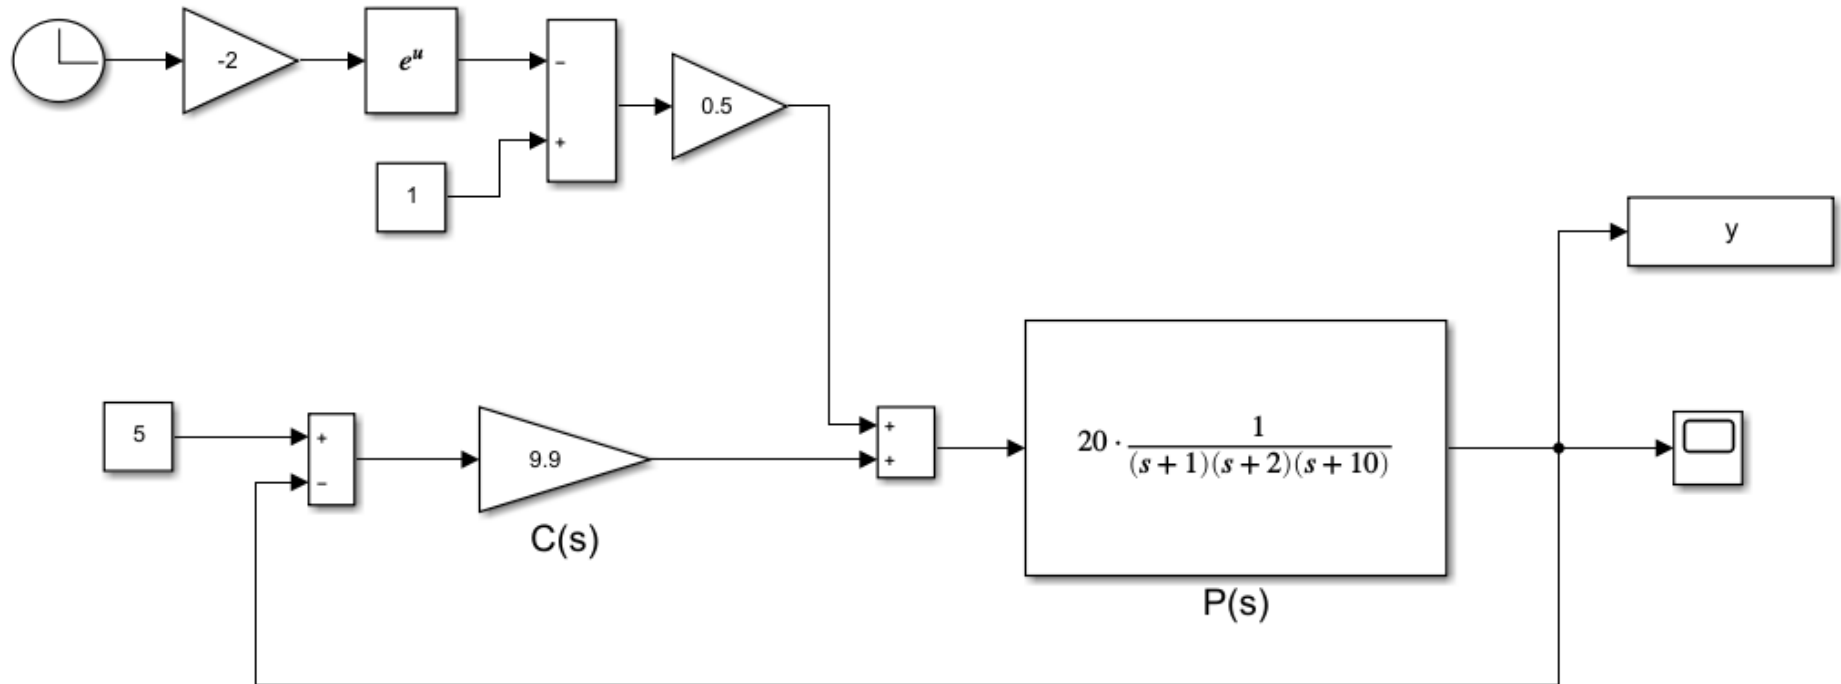 -2
e^u
−
+
0.5
1
y
5
+
−
9.9
C(s)
+
+
20 · 1/((s + 1)(s + 2)(s + 10))
P(s)